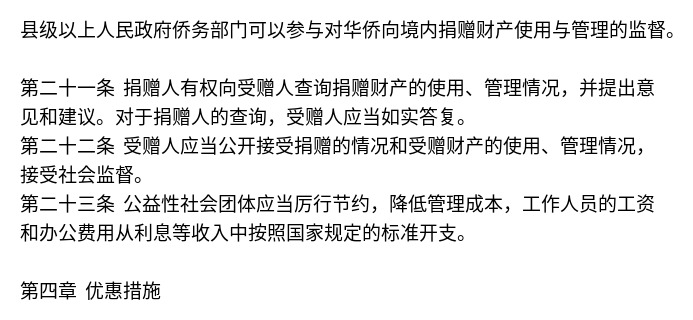 县级以上人民政府侨务部门可以参与对华侨向境内捐赠财产使用与管理的监督。
第二十一条 捐赠人有权向受赠人查询捐赠财产的使用、管理情况，并提出意
见和建议。对于捐赠人的查询，受赠人应当如实答复。
第二十二条 受赠人应当公开接受捐赠的情况和受赠财产的使用、管理情况，
接受社会监督。
第二十三条 公益性社会团体应当厉行节约，降低管理成本，工作人员的工资
和办公费用从利息等收入中按照国家规定的标准开支。
第四章 优惠措施